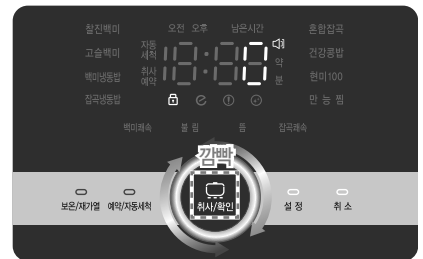 찰진백미 오전 오후 남은시간 혼합잡곡
고슬백미 자동세척 약 건강콩밥
백미냉동밥 취사예약 분 현미100
잡곡냉동밥 만능찜
백미쾌속 불림 뜸 잡곡쾌속
깜빡
보온/재가열 예약/자동세척 취사/확인 설정 취소